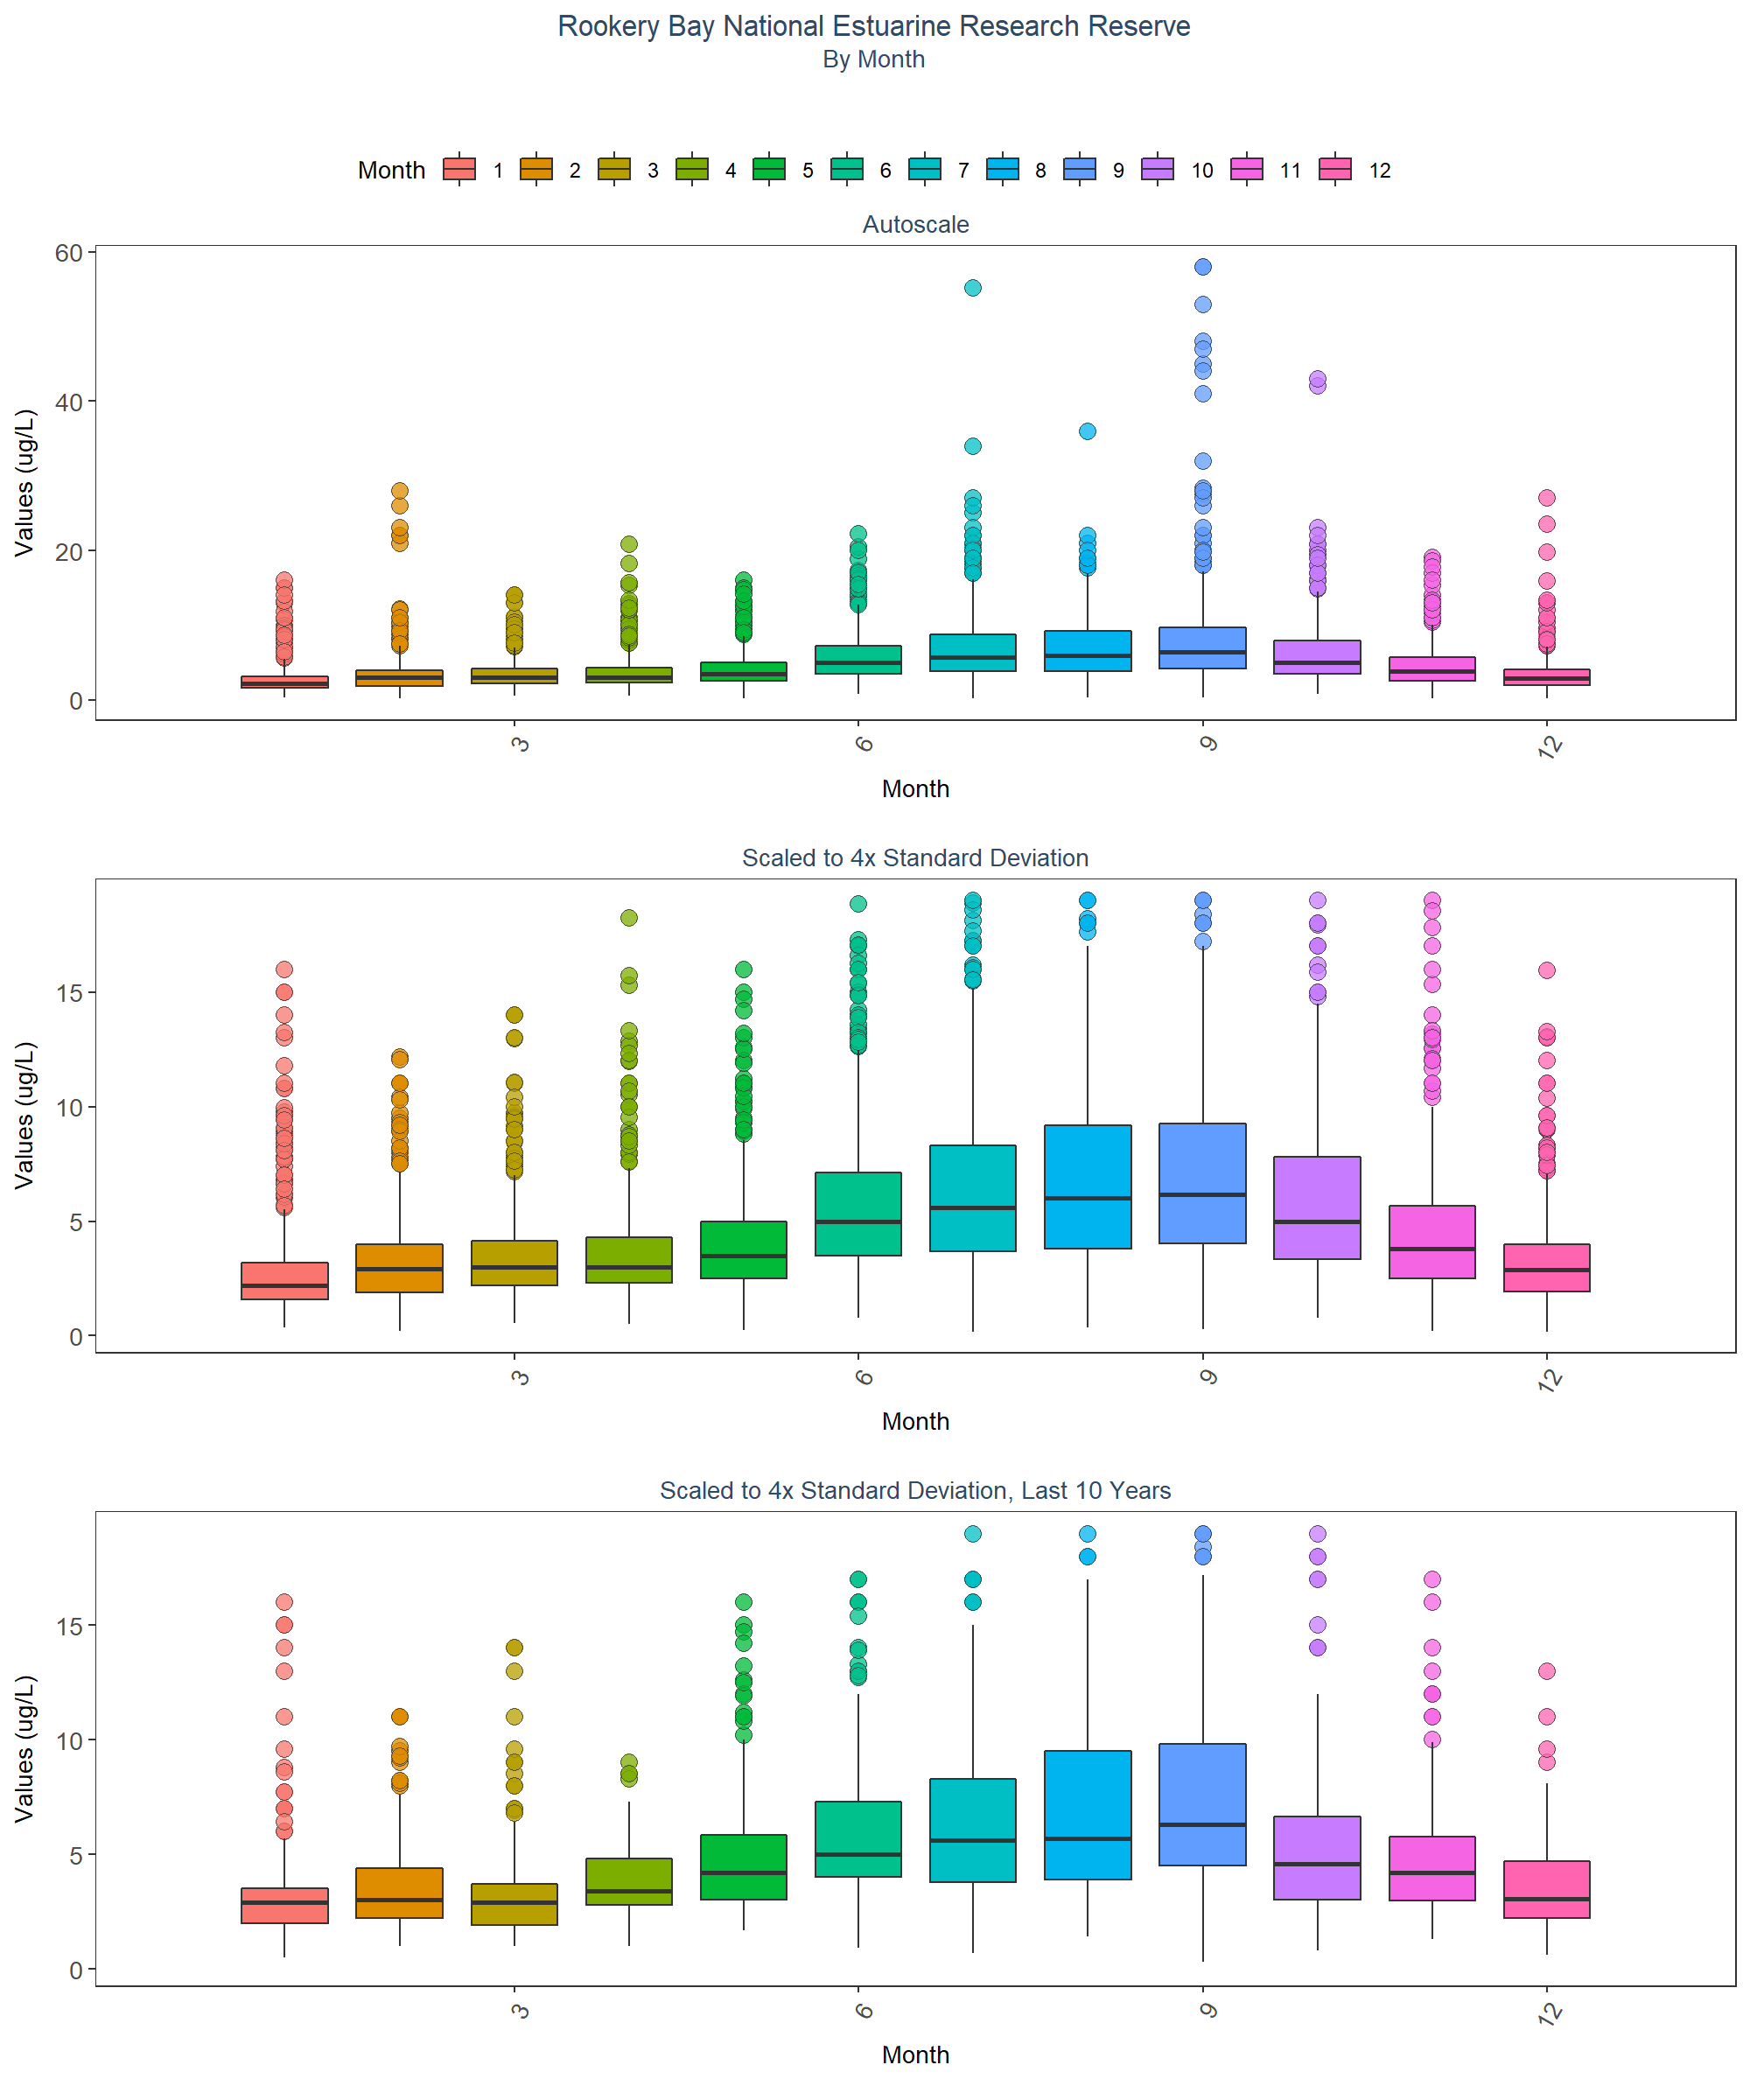 Rookery Bay National Estuarine Research Reserve
By Month
Month 1 2 3 4 5 6 7 8 9 10 11 12
Autoscale
Values (ug/L)
60
40
20
0
3 6 9 12
Month
Scaled to 4x Standard Deviation
Values (ug/L)
15
10
5
0
3 6 9 12
Month
Scaled to 4x Standard Deviation, Last 10 Years
Values (ug/L)
15
10
5
0
3 6 9 12
Month